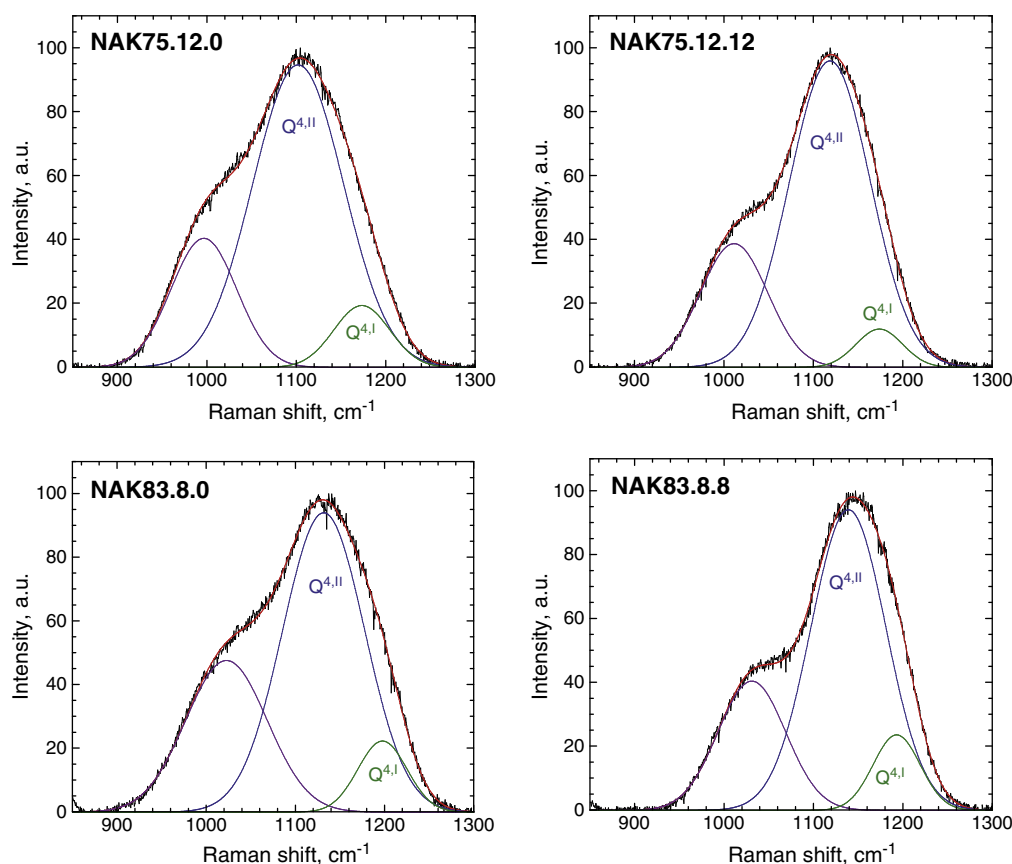 NAK75.12.0
100
80
60
40
20
0
Intensity, a.u.
Q4,II
Q4,I
900 1000 1100 1200 1300
Raman shift, cm-1
NAK75.12.12
100
80
60
40
20
0
Intensity, a.u.
Q4,II
Q4,I
900 1000 1100 1200 1300
Raman shift, cm-1
NAK83.8.0
100
80
60
40
20
0
Intensity, a.u.
Q4,II
Q4,I
900 1000 1100 1200 1300
Raman shift, cm-1
NAK83.8.8
100
80
60
40
20
0
Intensity, a.u.
Q4,II
Q4,I
900 1000 1100 1200 1300
Raman shift, cm-1